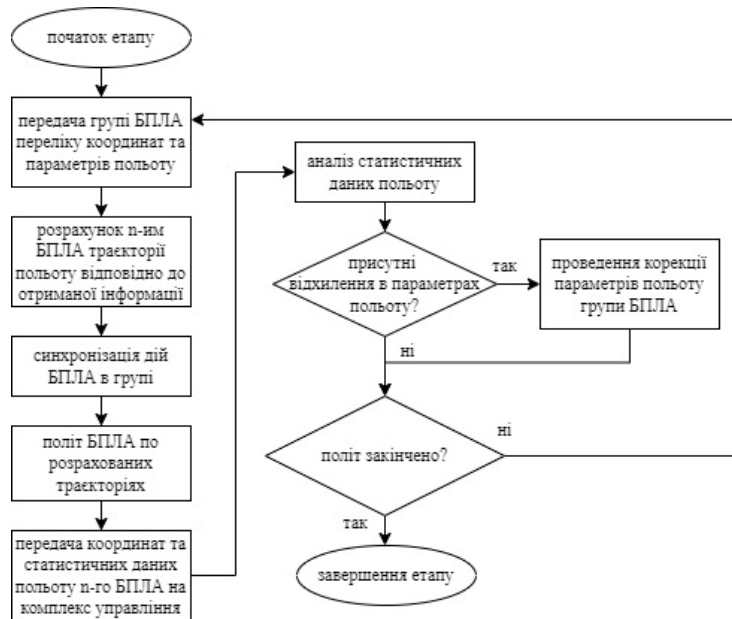 початок етапу
передача групі БПЛА
переліку координат та
параметрів польоту
розрахунок n-им
БПЛА траєкторії
польоту відповідно до
отриманої інформації
синхронізація дій
БПЛА в групі
політ БПЛА по
розрахованих
траєкторіях
передача координат та
статистичних даних
польоту n-го БПЛА на
комплекс управління
аналіз статистичних
даних польоту
присутні
відхилення в параметрах
польоту?
так
проведення корекції
параметрів польоту
групи БПЛА
ні
політ закінчено?
ні
так
завершення етапу